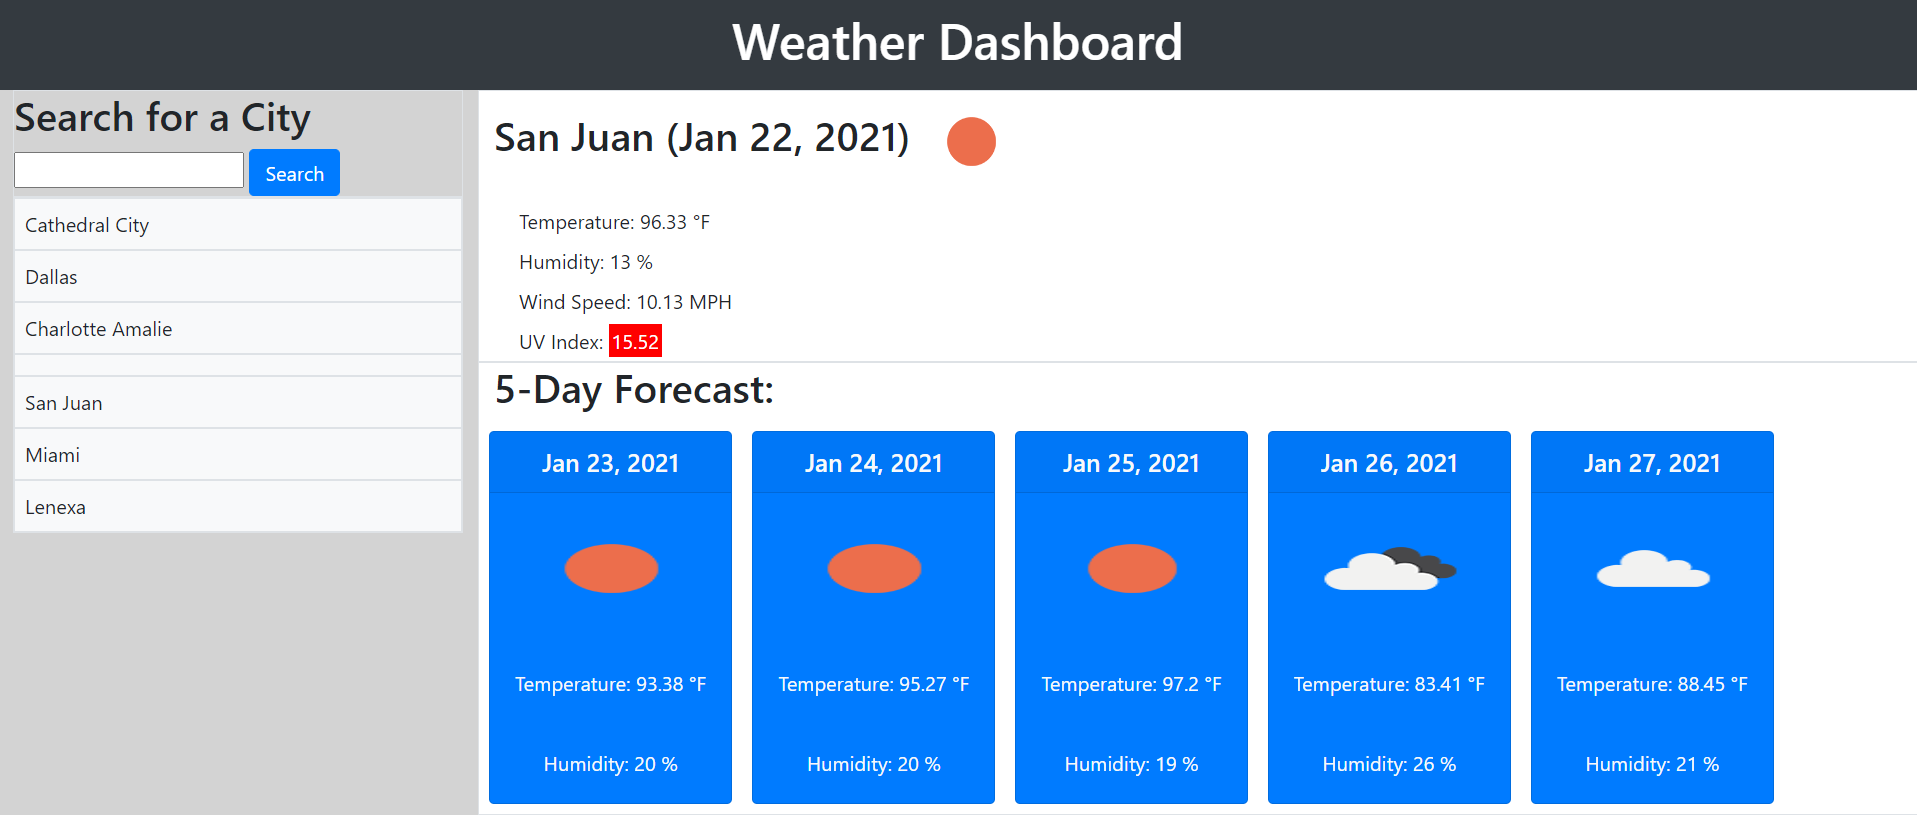 Weather Dashboard
Search for a City
Search
Cathedral City
Dallas
Charlotte Amalie
San Juan
Miami
Lenexa
San Juan (Jan 22, 2021)
Temperature: 96.33 °F
Humidity: 13 %
Wind Speed: 10.13 MPH
UV Index: 15.52
5-Day Forecast:
Jan 23, 2021
Temperature: 93.38 °F
Humidity: 20 %
Jan 24, 2021
Temperature: 95.27 °F
Humidity: 20 %
Jan 25, 2021
Temperature: 97.2 °F
Humidity: 19 %
Jan 26, 2021
Temperature: 83.41 °F
Humidity: 26 %
Jan 27, 2021
Temperature: 88.45 °F
Humidity: 21 %